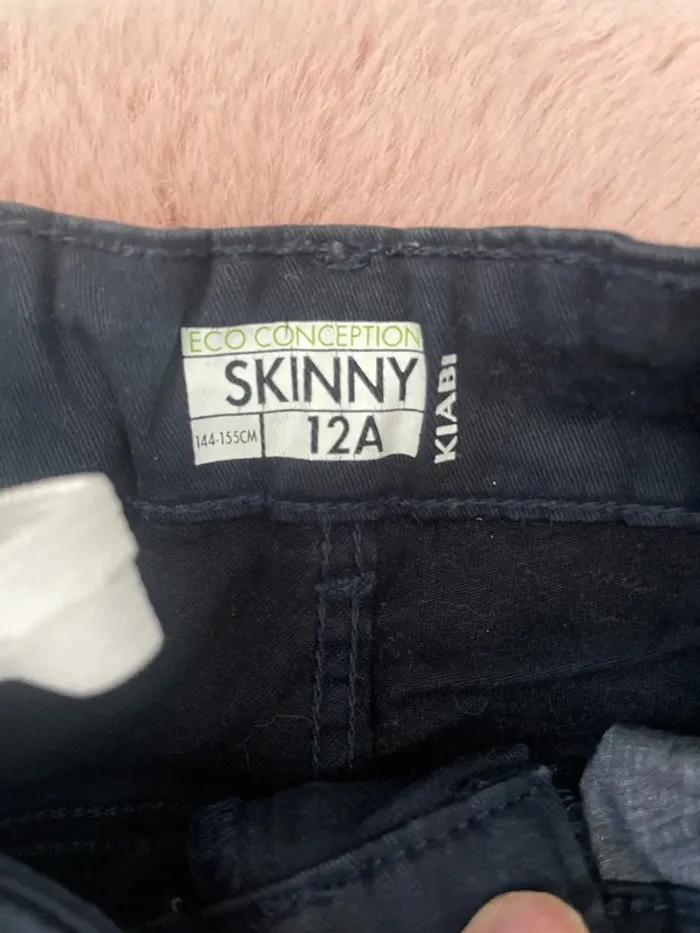 ECO CONCEPTION
SKINNY
144-155CM
12A
KIABI